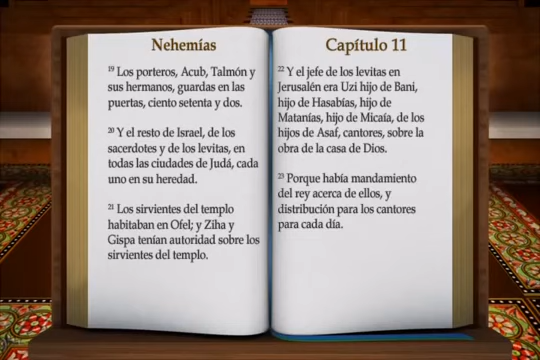 Nehemías
19 Los porteros, Acub, Talmón y
sus hermanos, guardas en las
puertas, ciento setenta y dos.
20 Y el resto de Israel, de los
sacerdotes y de los levitas, en
todas las ciudades de Judá, cada
uno en su heredad.
21 Los sirvientes del templo
habitaban en Ofel; y Ziha y
Gispa tenían autoridad sobre los
sirvientes del templo.
Capítulo 11
22 Y el jefe de los levitas en
Jerusalén era Uzi hijo de Bani,
hijo de Hasabías, hijo de
Matanías, hijo de Micaía, de los
hijos de Asaf, cantores, sobre la
obra de la casa de Dios.
23 Porque había mandamiento
del rey acerca de ellos, y
distribución para los cantores
para cada día.